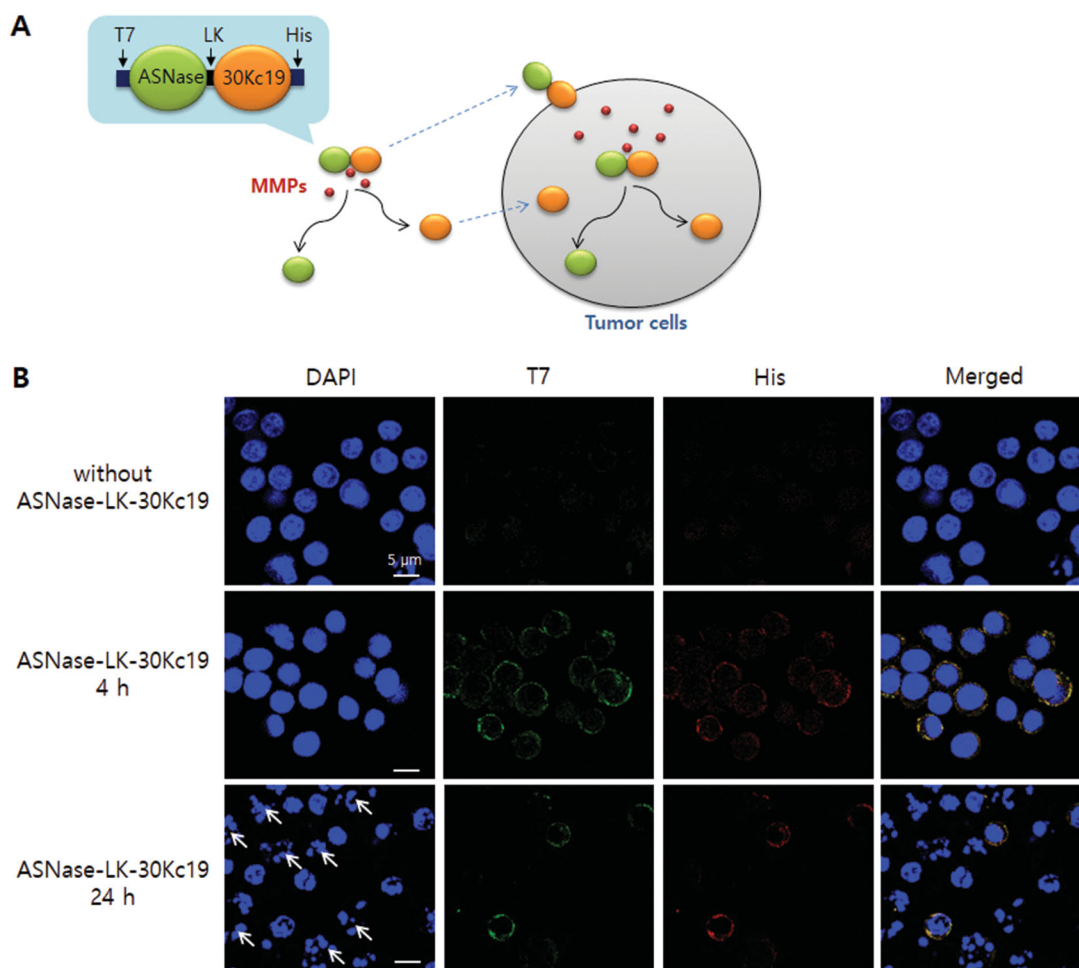 A
T7 LK His
ASNase 30Kc19
MMPs
Tumor cells
B
DAPI T7 His Merged
without
ASNase-LK-30Kc19
5 μm
ASNase-LK-30Kc19
4 h
ASNase-LK-30Kc19
24 h